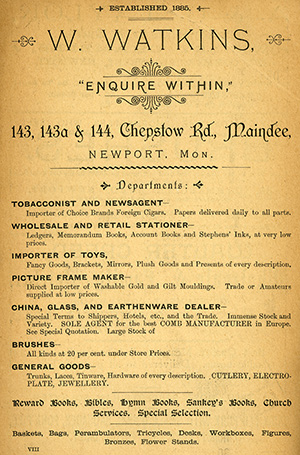 ESTABLISHED 1885.
W. WATKINS,
"ENQUIRE WITHIN,"
143, 143a & 144, Chepstow Rd., Maindee,
NEWPORT, MON.
Departments:
TOBACCONIST AND NEWSAGENT—
Importer of Choice Brands Foreign Cigars. Papers delivered daily to all parts.
WHOLESALE AND RETAIL STATIONER—
Ledgers, Memorandum Books, Account Books and Stephens' Inks, at very low
prices.
IMPORTER OF TOYS,
Fancy Goods, Brackets, Mirrors, Plush Goods and Presents of every description.
PICTURE FRAME MAKER—
Direct Importer of Washable Gold and Gilt Mouldings. Trade or Amateurs
supplied at low prices.
CHINA, GLASS, AND EARTHENWARE DEALER—
Special Terms to Shippers, Hotels, etc., and the Trade. Immense Stock and
Variety. SOLE AGENT for the best COMB MANUFACTURER in Europe.
See Special Quotation. Large Stock of
BRUSHES—
All kinds at 20 per cent. under Store Prices.
GENERAL GOODS—
Trunks, Laces, Tinware, Hardware of every description. CUTLERY, ELECTRO-
PLATE, JEWELLERY.
Reward Books, Bibles, Hymn Books, Sankey's Books, Church
Services. Special Selection.
Baskets, Bags, Perambulators, Tricycles, Desks, Workboxes, Figures,
Bronzes, Flower Stands.
VIII